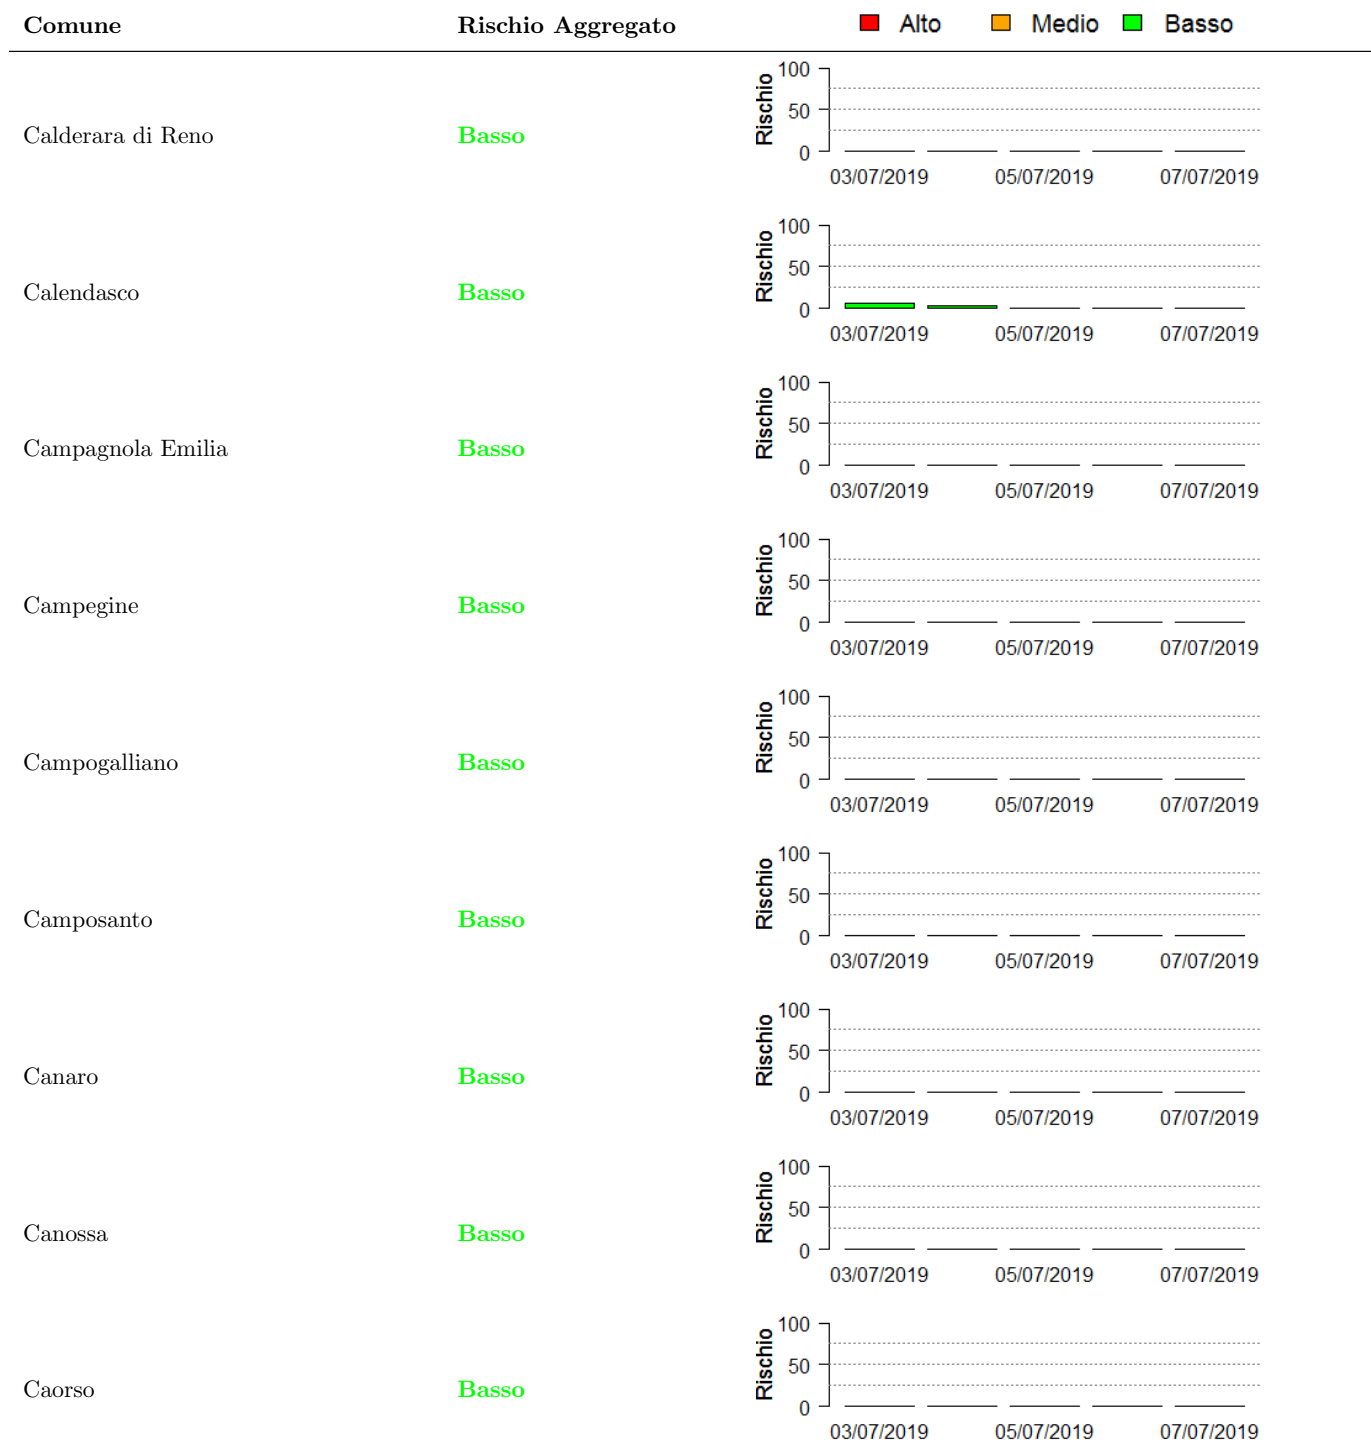 Comune Rischio Aggregato Alto Medio Basso
100
50
0
Rischio
Calderara di Reno Basso
03/07/2019 05/07/2019 07/07/2019
100
50
0
Rischio
Calendasco Basso
03/07/2019 05/07/2019 07/07/2019
100
50
0
Rischio
Campagnola Emilia Basso
03/07/2019 05/07/2019 07/07/2019
100
50
0
Rischio
Campegine Basso
03/07/2019 05/07/2019 07/07/2019
100
50
0
Rischio
Campogalliano Basso
03/07/2019 05/07/2019 07/07/2019
100
50
0
Rischio
Camposanto Basso
03/07/2019 05/07/2019 07/07/2019
100
50
0
Rischio
Canaro Basso
03/07/2019 05/07/2019 07/07/2019
100
50
0
Rischio
Canossa Basso
03/07/2019 05/07/2019 07/07/2019
100
50
0
Rischio
Caorso Basso
03/07/2019 05/07/2019 07/07/2019